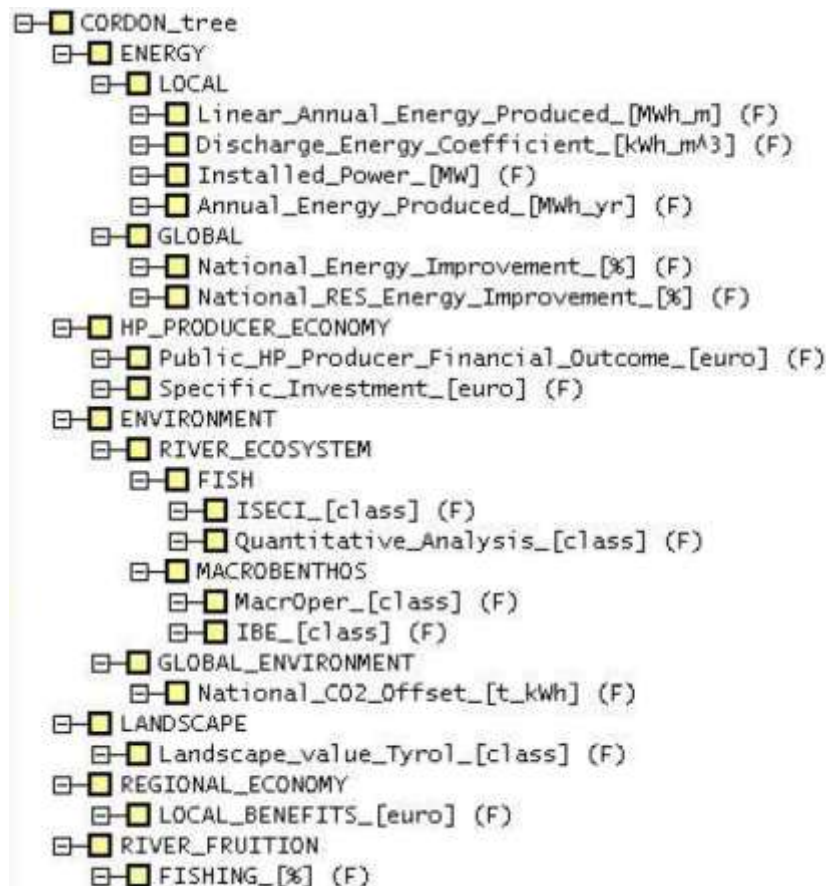 CORDON_tree
ENERGY
LOCAL
Linear_Annual_Energy_Produced_[MWh_m] (F)
Discharge_Energy_Coefficient_[kWh_m^3] (F)
Installed_Power_[MW] (F)
Annual_Energy_Produced_[MWh_yr] (F)
GLOBAL
National_Energy_Improvement_[%] (F)
National_RES_Energy_Improvement_[%] (F)
HP_PRODUCER_ECONOMY
Public_HP_Producer_Financial_Outcome_[euro] (F)
Specific_Investment_[euro] (F)
ENVIRONMENT
RIVER_ECOSYSTEM
FISH
ISECI_[class] (F)
Quantitative_Analysis_[class] (F)
MACROBENTHOS
MacrOper_[class] (F)
IBE_[class] (F)
GLOBAL_ENVIRONMENT
National_CO2_Offset_[t_kWh] (F)
LANDSCAPE
Landscape_value_Tyrol_[class] (F)
REGIONAL_ECONOMY
LOCAL_BENEFITS_[euro] (F)
RIVER_FRUITION
FISHING_[%] (F)